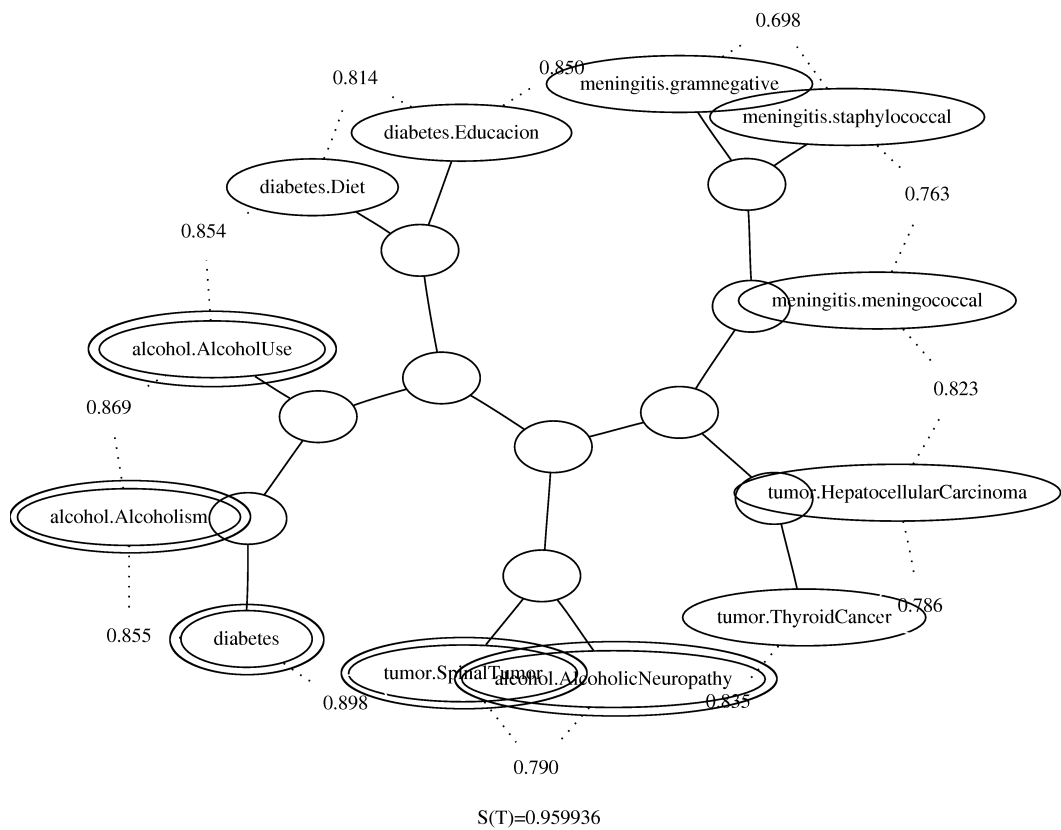 0.698
0.850
0.814
meningitis.gramnegative
meningitis.staphylococcal
diabetes.Educacion
diabetes.Diet
0.763
0.854
meningitis.meningococcal
alcohol.AlcoholUse
0.823
0.869
tumor.HepatocellularCarcinoma
alcohol.Alcoholism
0.786
tumor.ThyroidCancer
0.855
diabetes
tumor.SpinalTumor
alcohol.AlcoholicNeuropathy
0.898
0.835
0.790
S(T)=0.959936